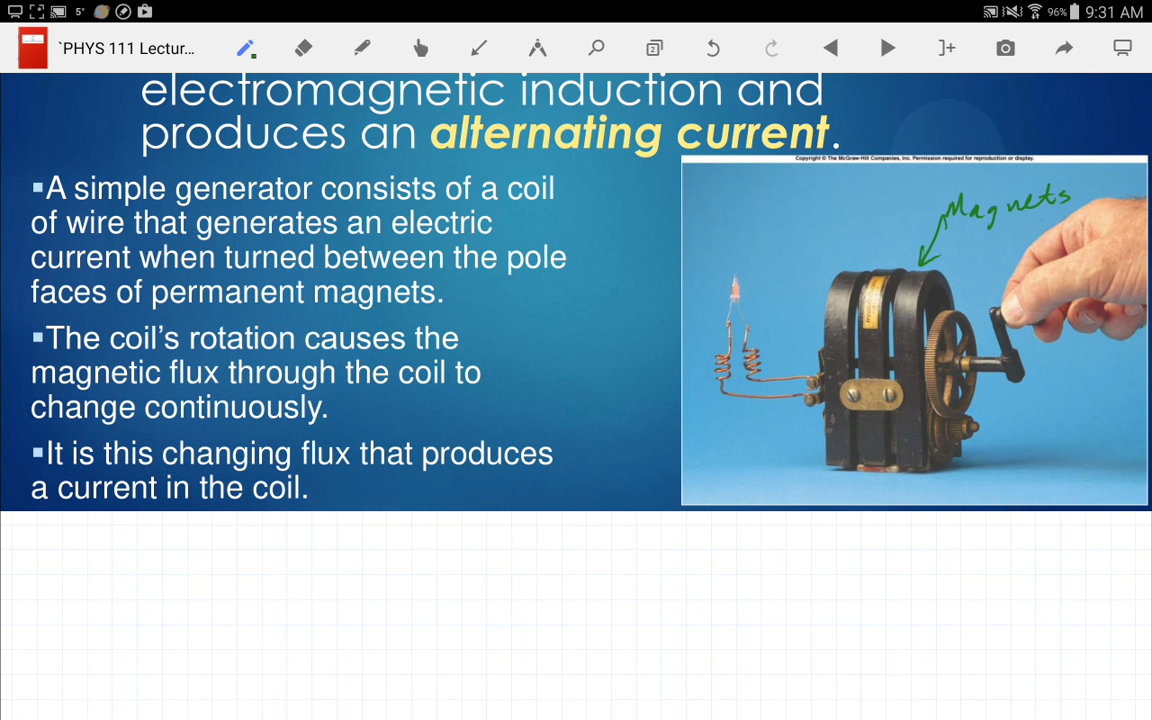 5°
96%
9:31 AM
`PHYS 111 Lectur...
2
electromagnetic induction and
produces an alternating current.
Copyright © The McGraw-Hill Companies, Inc. Permission required for reproduction or display.
▪A simple generator consists of a coil
of wire that generates an electric
current when turned between the pole
faces of permanent magnets.
▪The coil’s rotation causes the
magnetic flux through the coil to
change continuously.
▪It is this changing flux that produces
a current in the coil.
Magnets